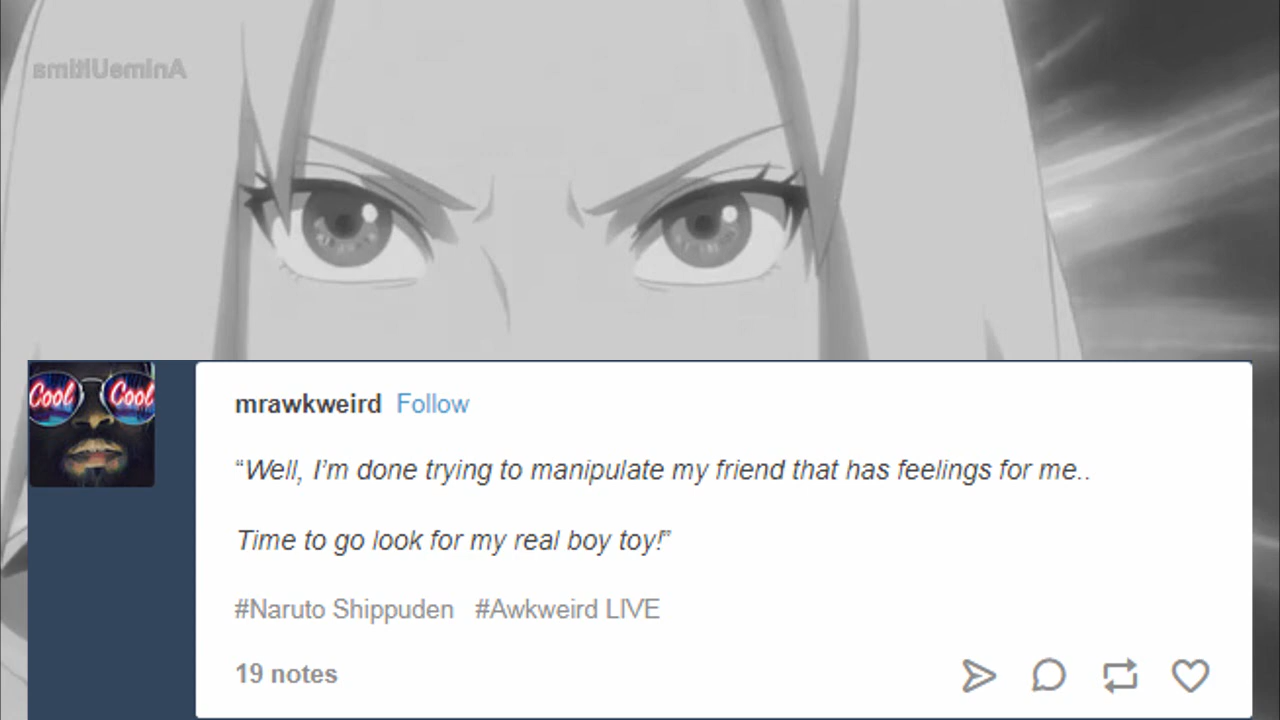 AnimeUltima
Cool Cool
mrawkweird Follow
“Well, I’m done trying to manipulate my friend that has feelings for me..
Time to go look for my real boy toy!”
#Naruto Shippuden #Awkweird LIVE
19 notes